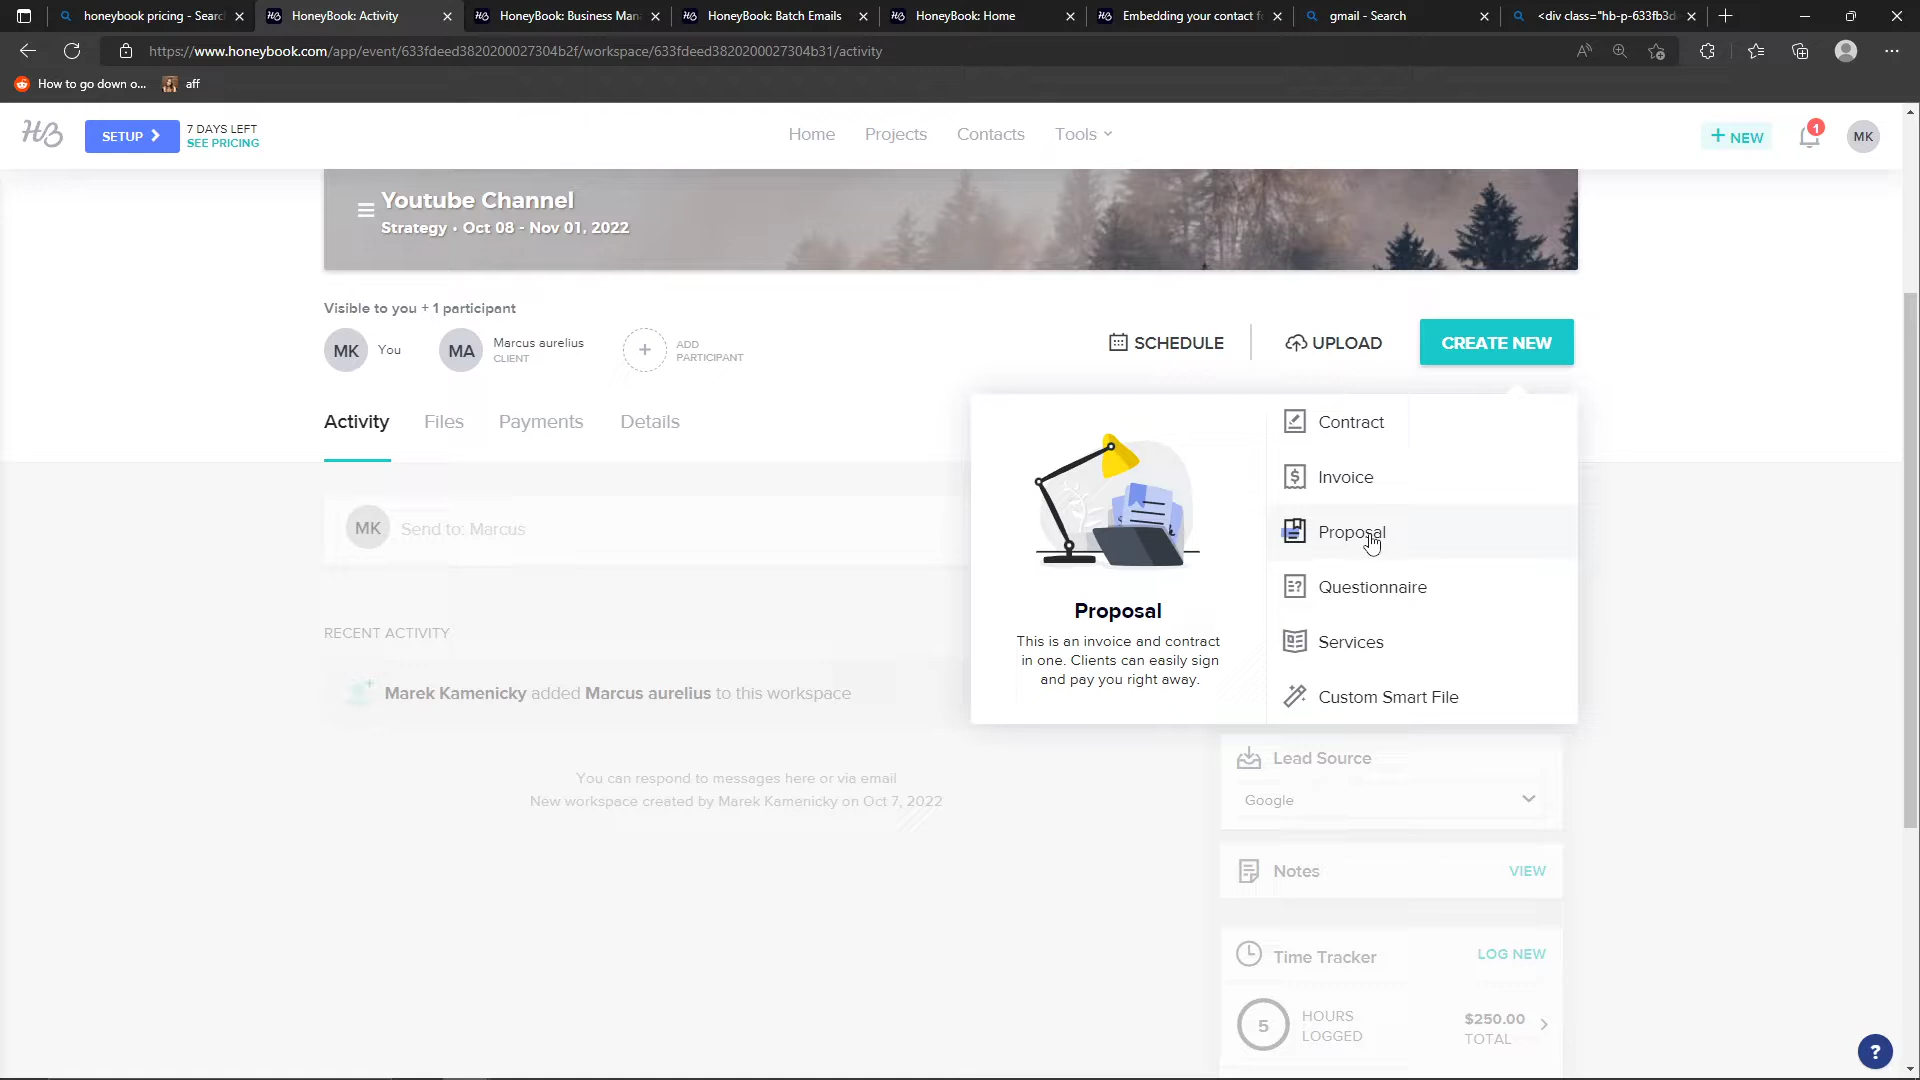 honeybook pricing - Searc
HoneyBook: Activity
HoneyBook: Business Man
HoneyBook: Batch Emails
HoneyBook: Home
Embedding your contact f
gmail - Search
<div class="hb-p-633fb3d
https://www.honeybook.com/app/event/633fdeed3820200027304b2f/workspace/633fdeed3820200027304b31/activity
How to go down o...
aff
HB
SETUP
7 DAYS LEFT
SEE PRICING
Home
Projects
Contacts
Tools
+ NEW
1
MK
Youtube Channel
Strategy • Oct 08 - Nov 01, 2022
Visible to you + 1 participant
MK
You
MA
Marcus aurelius
CLIENT
ADD
PARTICIPANT
SCHEDULE
UPLOAD
CREATE NEW
Activity
Files
Payments
Details
Contract
Invoice
Proposal
Questionnaire
Services
Custom Smart File
Proposal
This is an invoice and contract
in one. Clients can easily sign
and pay you right away.
MK
Send to: Marcus
RECENT ACTIVITY
Marek Kamenicky added Marcus aurelius to this workspace
You can respond to messages here or via email
New workspace created by Marek Kamenicky on Oct 7, 2022
Lead Source
Google
Notes
VIEW
Time Tracker
LOG NEW
5
HOURS
LOGGED
$250.00
TOTAL
?